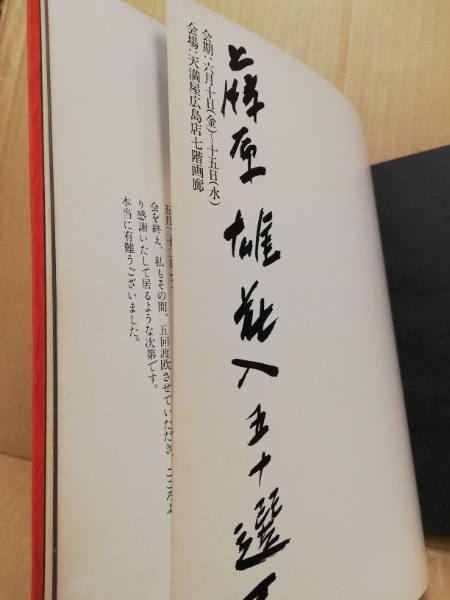 藤原雄花入五十選
会期：六月十日(金)―十五日(水)
会場：天満屋広島店七階画廊
会を終え、私もその間、五回渡欧させていただき
り感謝いたして居るような次第です。
本当に有難うございました。